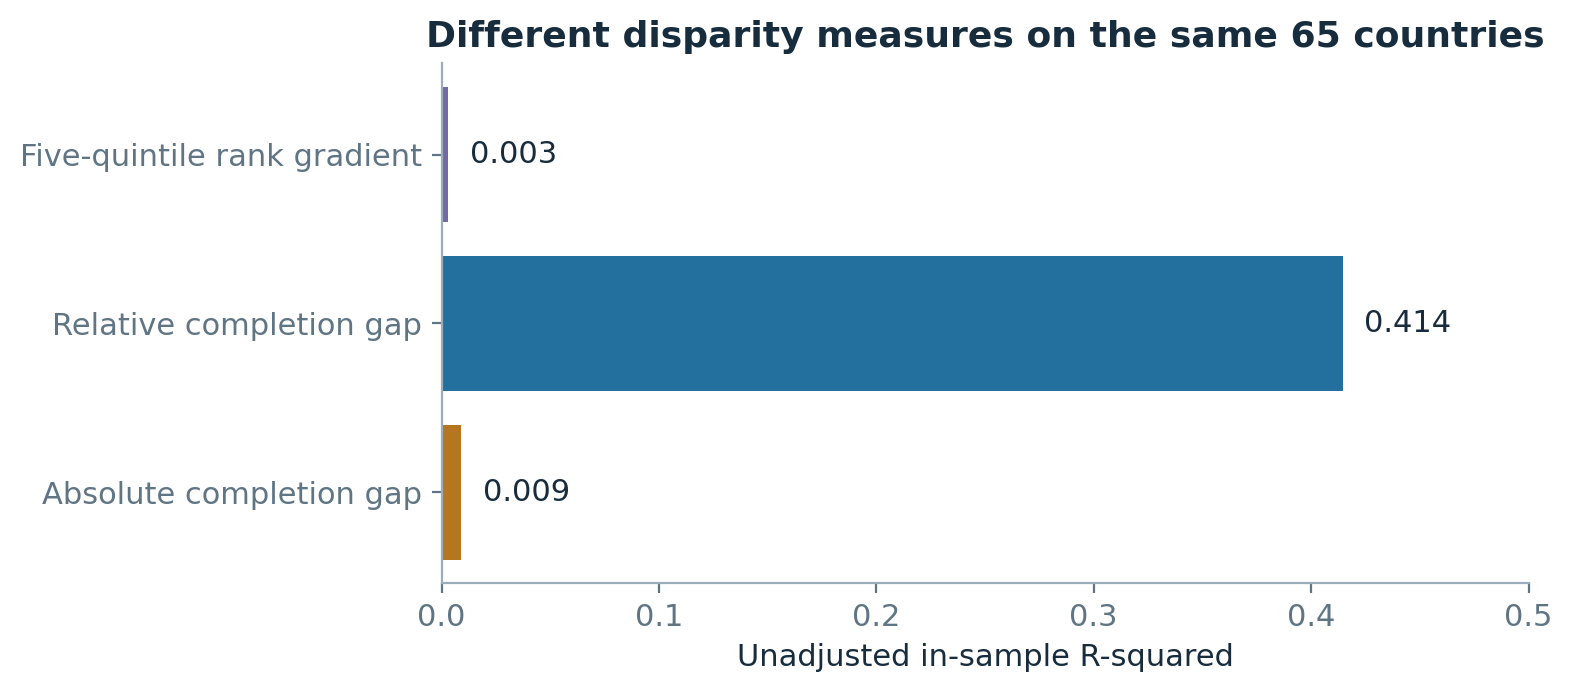 Different disparity measures on the same 65 countries
Five-quintile rank gradient
0.003
Relative completion gap
0.414
Absolute completion gap
0.009
0.0 0.1 0.2 0.3 0.4 0.5
Unadjusted in-sample R-squared